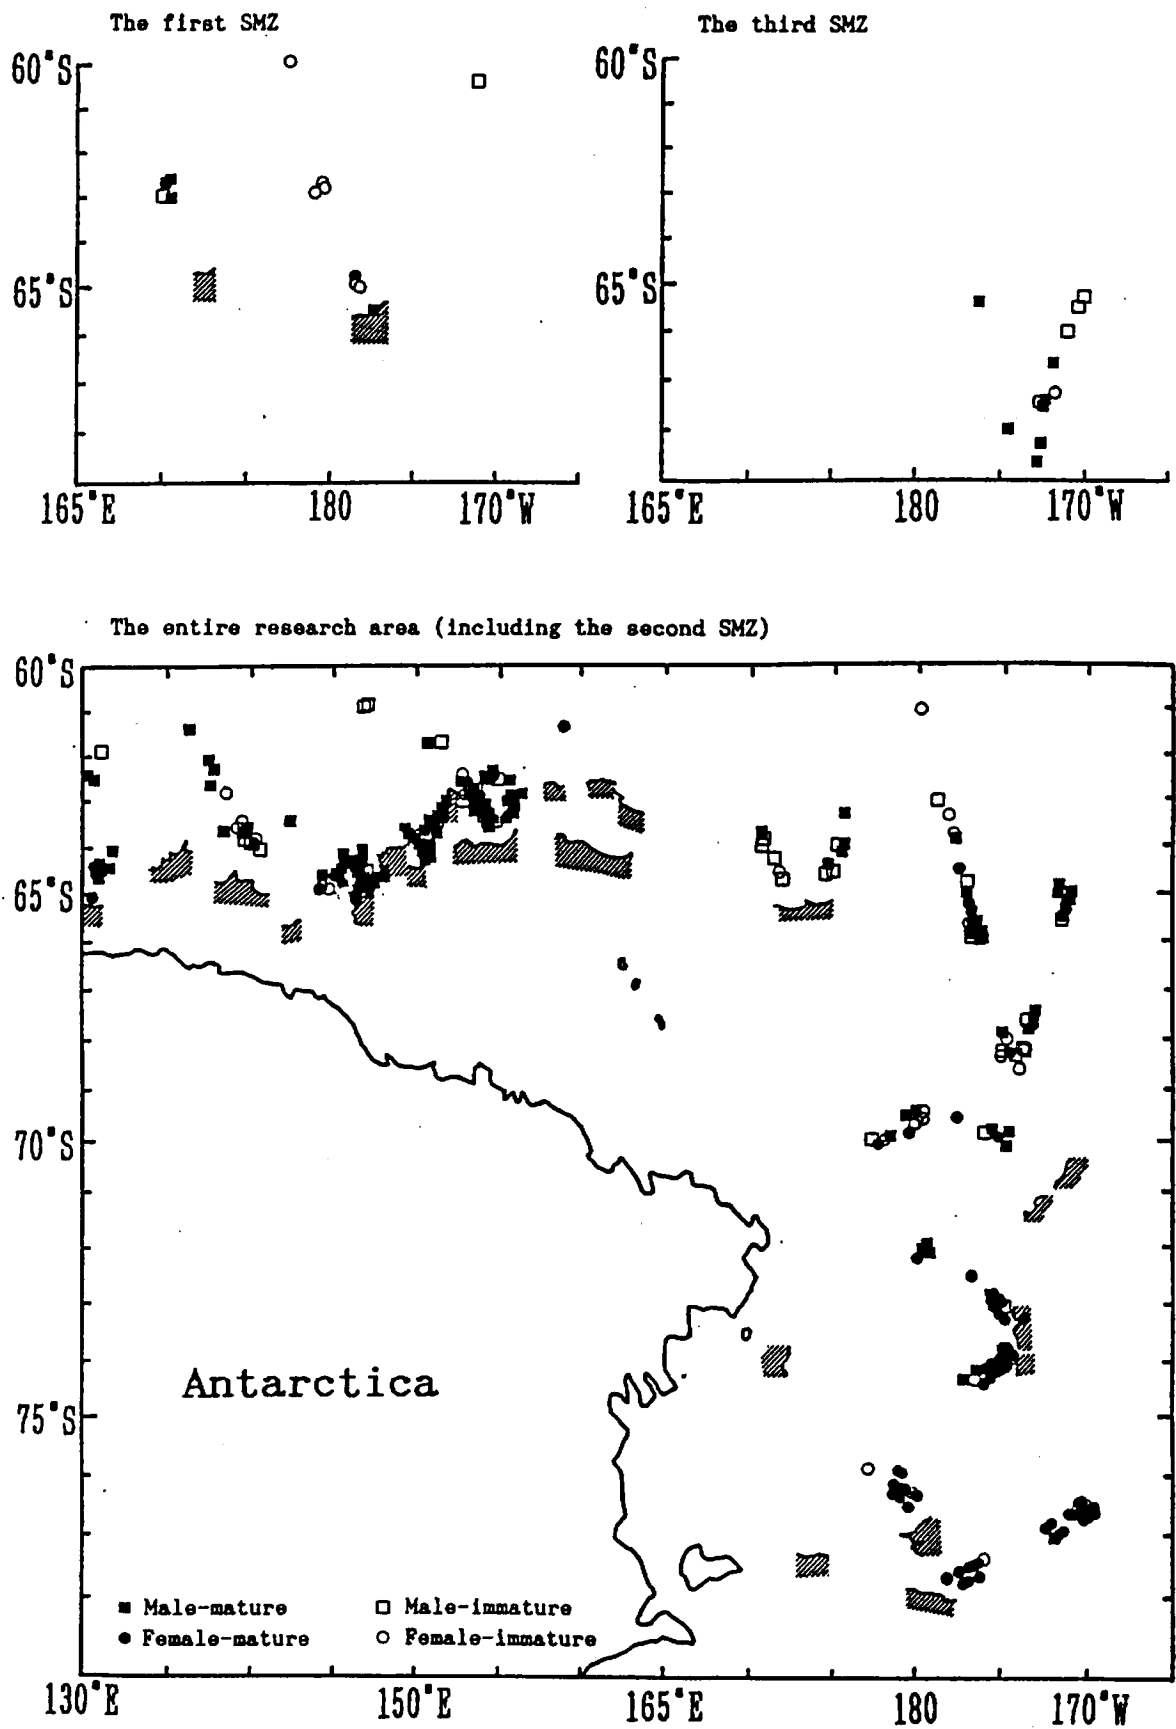 The first SMZ
60°S
65°S
165°E 180 170°W
The third SMZ
60°S
65°S
165°E 180 170°W
The entire research area (including the second SMZ)
60°S
65°S
70°S
75°S
Antarctica
■ Male-mature □ Male-immature
● Female-mature ○ Female-immature
130°E 150°E 165°E 180 170°W